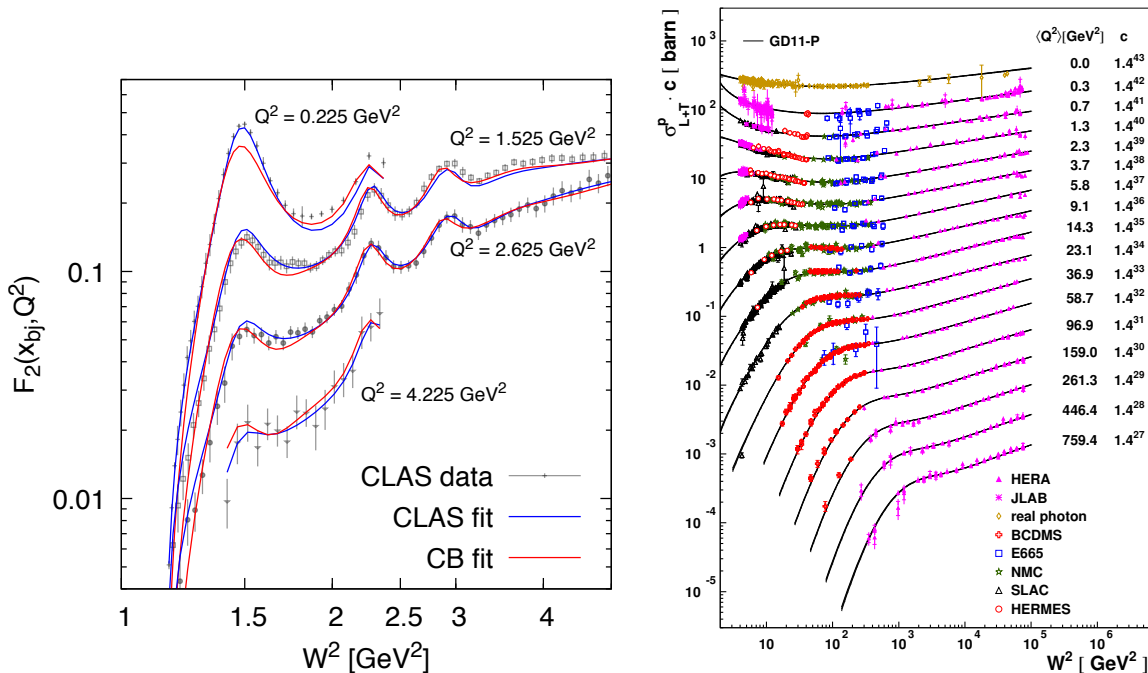 F₂(x_bj,Q²)
0.1
0.01
Q² = 0.225 GeV²
Q² = 1.525 GeV²
Q² = 2.625 GeV²
Q² = 4.225 GeV²
CLAS data
CLAS fit
CB fit
1 1.5 2 2.5 3 4
W² [GeV²]
σᵖ_L+T · c [ barn ]
GD11-P
⟨Q²⟩[GeV²] c
0.0 1.4⁴³
0.3 1.4⁴²
0.7 1.4⁴¹
1.3 1.4⁴⁰
2.3 1.4³⁹
3.7 1.4³⁸
5.8 1.4³⁷
9.1 1.4³⁶
14.3 1.4³⁵
23.1 1.4³⁴
36.9 1.4³³
58.7 1.4³²
96.9 1.4³¹
159.0 1.4³⁰
261.3 1.4²⁹
446.4 1.4²⁸
759.4 1.4²⁷
10³
10²
10
1
10⁻¹
10⁻²
10⁻³
10⁻⁴
10⁻⁵
HERA
JLAB
real photon
BCDMS
E665
NMC
SLAC
HERMES
10 10² 10³ 10⁴ 10⁵ 10⁶
W² [ GeV²]